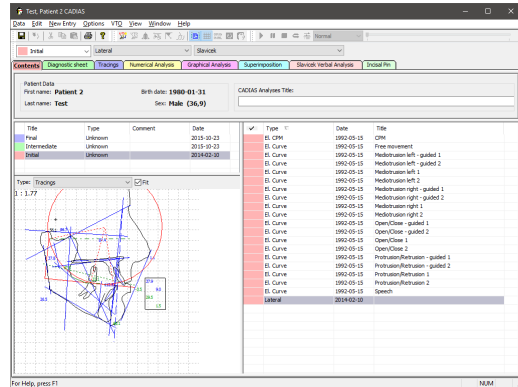 Test, Patient 2 CADIAS
Data Edit New Entry Options VTO View Window Help
Normal
Initial Lateral Slavicek
Contents Diagnostic sheet Tracings Numerical Analysis Graphical Analysis Superimposition Slavicek Verbal Analysis Incisal Pin
Patient Data
First name: Patient 2 Birth date: 1980-01-31
Last name: Test Sex: Male (36,9)
CADIAS Analyses Title:
Title Type Comment Date
Final Unknown 2015-10-23
Intermediate Unknown 2015-10-23
Initial Unknown 2014-02-10
Type: Tracings Fit
1 : 1.77
Type Date Title
El. CPM 1992-05-15 CPM
El. Curve 1992-05-15 Free movement
El. Curve 1992-05-15 Mediotrusion left - guided 1
El. Curve 1992-05-15 Mediotrusion left - guided 2
El. Curve 1992-05-15 Mediotrusion left 1
El. Curve 1992-05-15 Mediotrusion left 2
El. Curve 1992-05-15 Mediotrusion right - guided 1
El. Curve 1992-05-15 Mediotrusion right - guided 2
El. Curve 1992-05-15 Mediotrusion right 1
El. Curve 1992-05-15 Mediotrusion right 2
El. Curve 1992-05-15 Open/Close - guided 1
El. Curve 1992-05-15 Open/Close - guided 2
El. Curve 1992-05-15 Open/Close 1
El. Curve 1992-05-15 Open/Close 2
El. Curve 1992-05-15 Protrusion/Retrusion - guided 1
El. Curve 1992-05-15 Protrusion/Retrusion - guided 2
El. Curve 1992-05-15 Protrusion/Retrusion 1
El. Curve 1992-05-15 Protrusion/Retrusion 2
El. Curve 1992-05-15 Speech
Lateral 2014-02-10
For Help, press F1 NUM